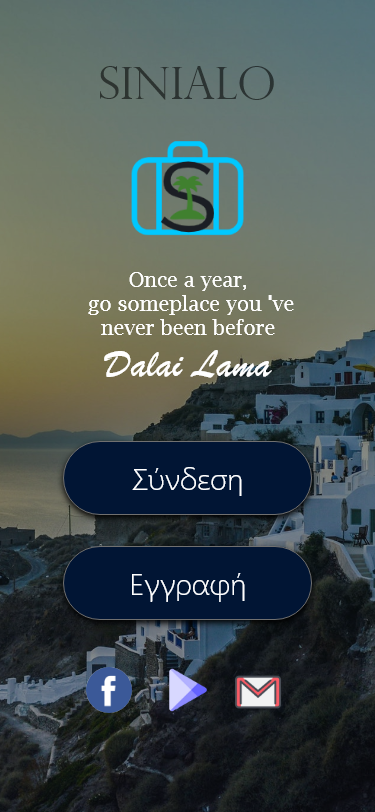 SINIALO
S
Once a year,
go someplace you 've
never been before
Dalai Lama
Σύνδεση
Εγγραφή
f